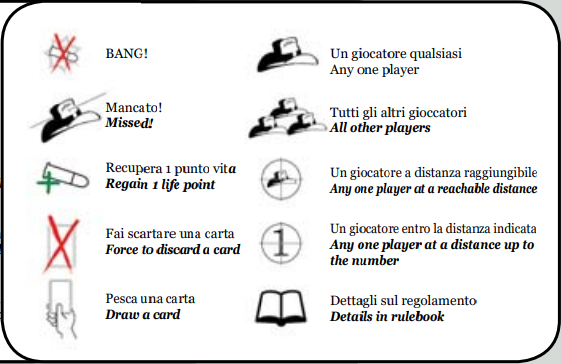 BANG!
Mancato!
Missed!
Recupera 1 punto vita
Regain 1 life point
Fai scartare una carta
Force to discard a card
Pesca una carta
Draw a card
Un giocatore qualsiasi
Any one player
Tutti gli altri gioccatori
All other players
Un giocatore a distanza raggiungibile
Any one player at a reachable distance
1
Un giocatore entro la distanza indicata
Any one player at a distance up to
the number
Dettagli sul regolamento
Details in rulebook